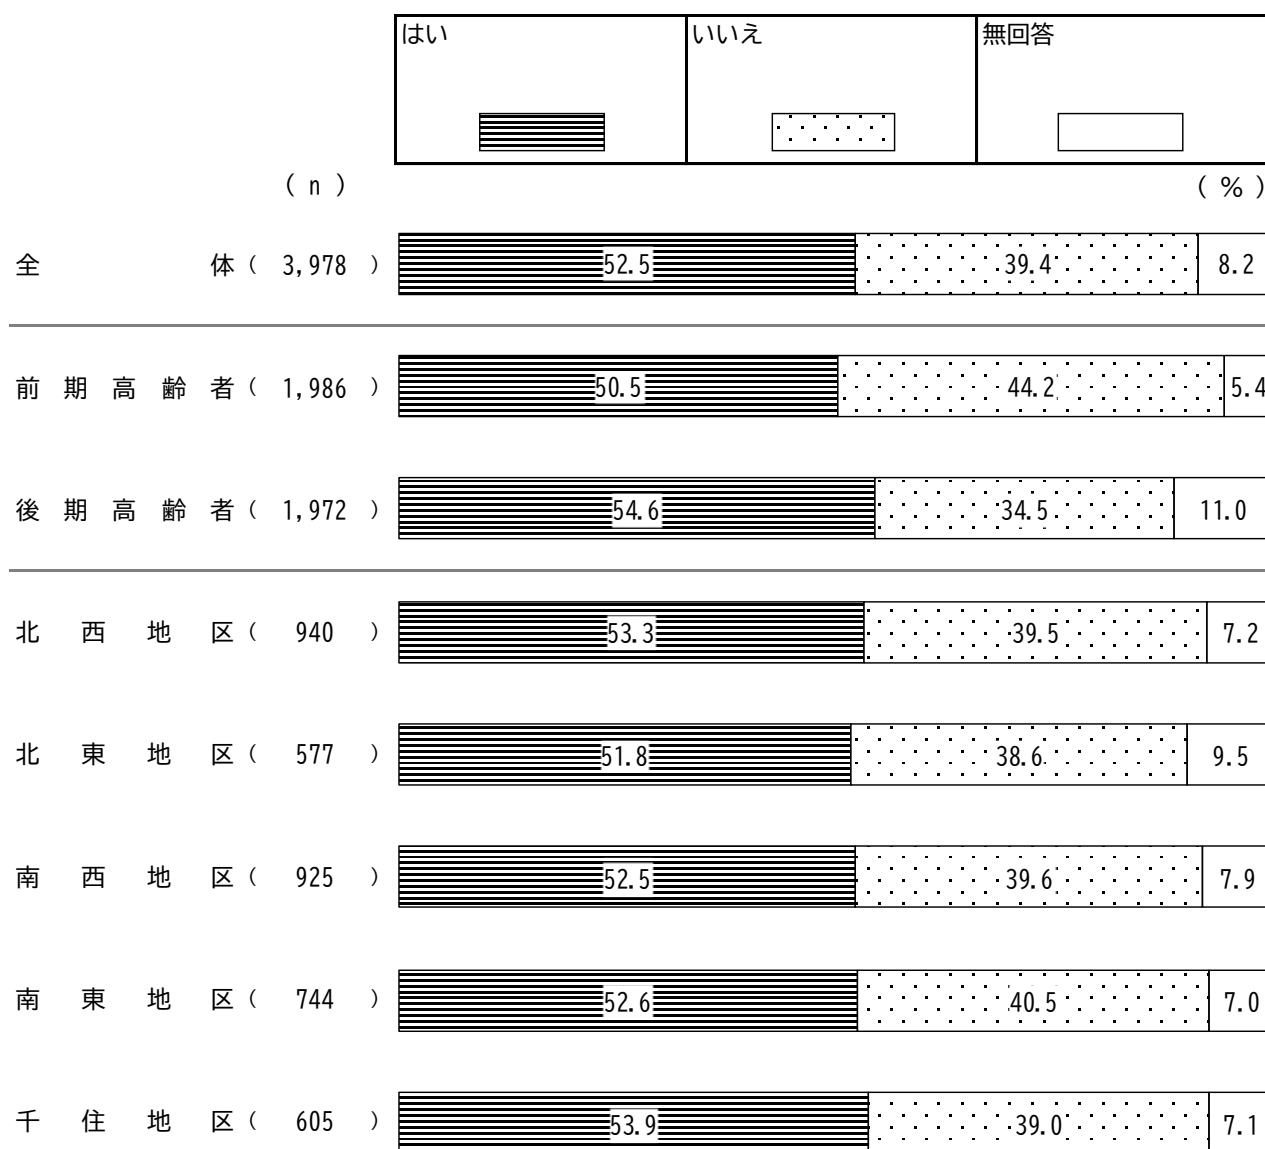 はい いいえ 無回答
( n ) ( % )
全体 ( 3,978 ) 52.5 39.4 8.2
前期高齢者 ( 1,986 ) 50.5 44.2 5.4
後期高齢者 ( 1,972 ) 54.6 34.5 11.0
北西地区 ( 940 ) 53.3 39.5 7.2
北東地区 ( 577 ) 51.8 38.6 9.5
南西地区 ( 925 ) 52.5 39.6 7.9
南東地区 ( 744 ) 52.6 40.5 7.0
千住地区 ( 605 ) 53.9 39.0 7.1